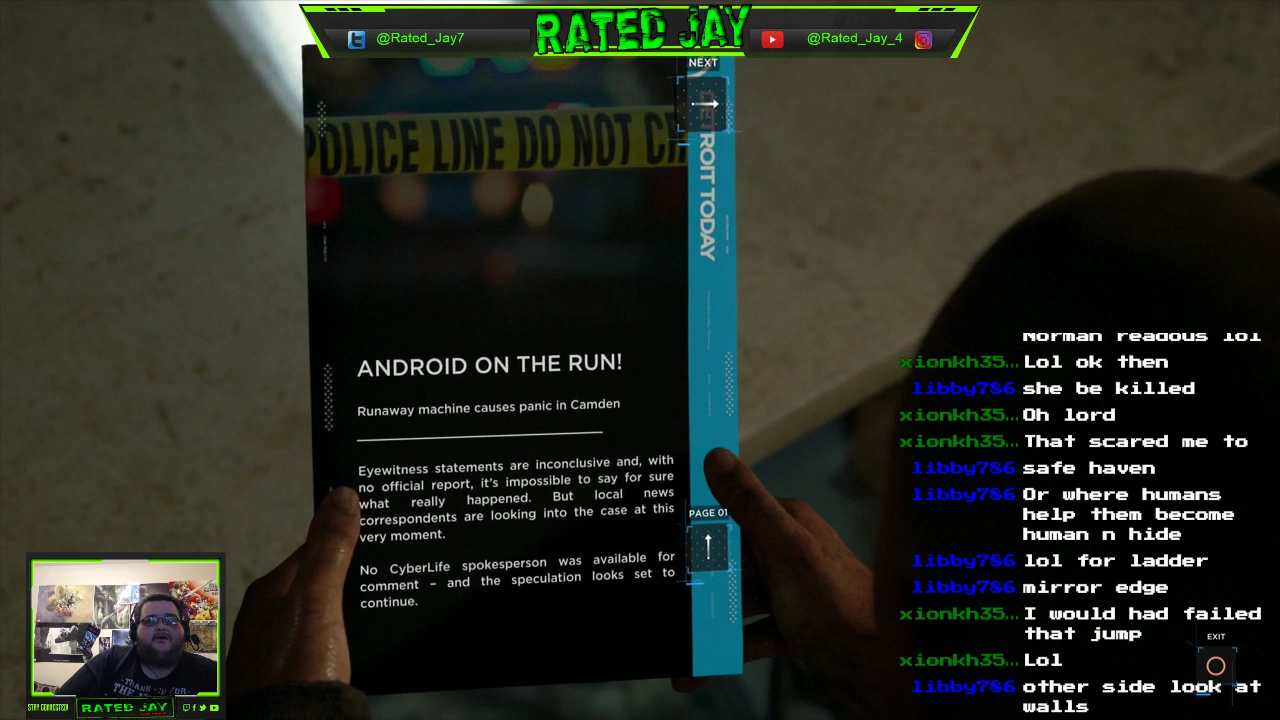 RATED JAY
@Rated_Jay7
@Rated_Jay_4
NEXT
POLICE LINE DO NOT
DETROIT TODAY
ANDROID ON THE RUN!
Runaway machine causes panic in Camden
Eyewitness statements are inconclusive and, with
no official report, it's impossible to say for sure
what really happened. But local news
correspondents are looking into the case at this
very moment.
No CyberLife spokesperson was available for
comment – and the speculation looks set to
continue.
PAGE 01
Norman readous lol
xionkh35... Lol ok then
libby786 she be killed
xionkh35... Oh lord
xionkh35... That scared me to
libby786 safe haven
libby786 Or where humans
help them become
human n hide
libby786 lol for ladder
libby786 mirror edge
xionkh35... I would had failed
that jump
xionkh35... Lol
libby786 other side look at
walls
EXIT
STAY CONNECTED!
RATED JAY
THANK YOU FOR